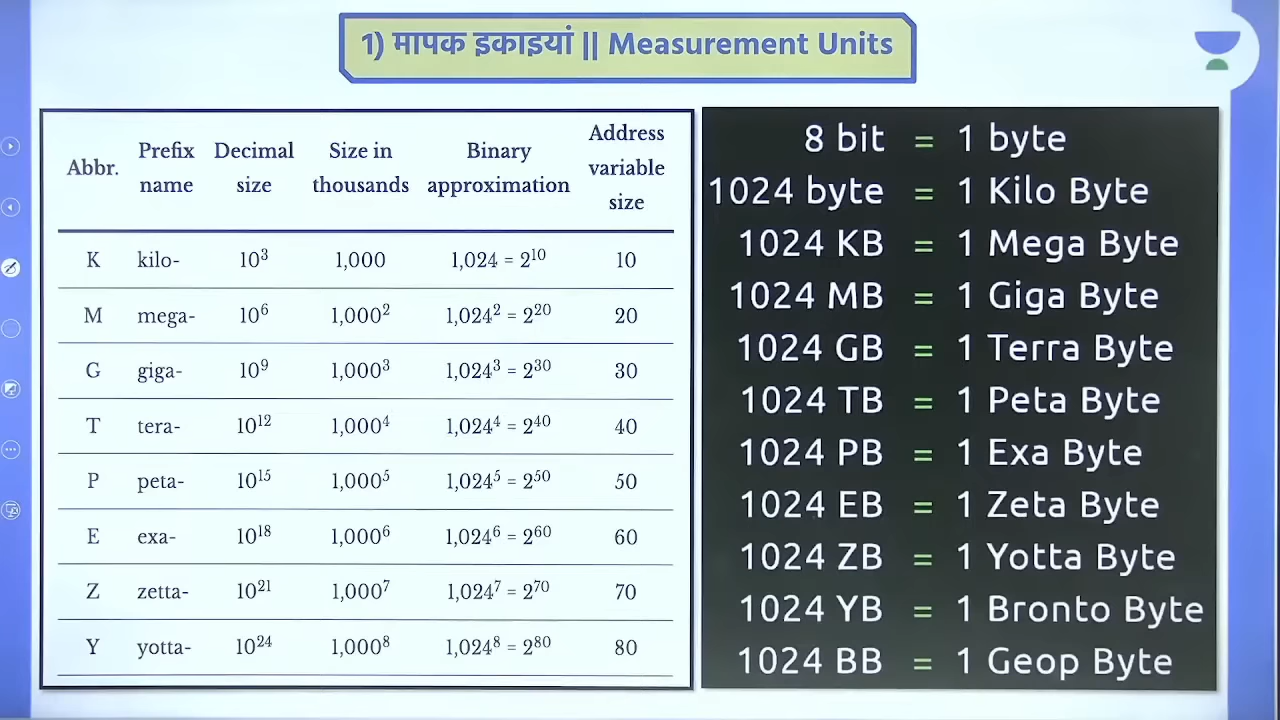 1) मापक इकाइयां || Measurement Units
Abbr. Prefix name Decimal size Size in thousands Binary approximation Address variable size
K kilo- 10³ 1,000 1,024 = 2¹⁰ 10
M mega- 10⁶ 1,000² 1,024² = 2²⁰ 20
G giga- 10⁹ 1,000³ 1,024³ = 2³⁰ 30
T tera- 10¹² 1,000⁴ 1,024⁴ = 2⁴⁰ 40
P peta- 10¹⁵ 1,000⁵ 1,024⁵ = 2⁵⁰ 50
E exa- 10¹⁸ 1,000⁶ 1,024⁶ = 2⁶⁰ 60
Z zetta- 10²¹ 1,000⁷ 1,024⁷ = 2⁷⁰ 70
Y yotta- 10²⁴ 1,000⁸ 1,024⁸ = 2⁸⁰ 80
8 bit = 1 byte
1024 byte = 1 Kilo Byte
1024 KB = 1 Mega Byte
1024 MB = 1 Giga Byte
1024 GB = 1 Terra Byte
1024 TB = 1 Peta Byte
1024 PB = 1 Exa Byte
1024 EB = 1 Zeta Byte
1024 ZB = 1 Yotta Byte
1024 YB = 1 Bronto Byte
1024 BB = 1 Geop Byte